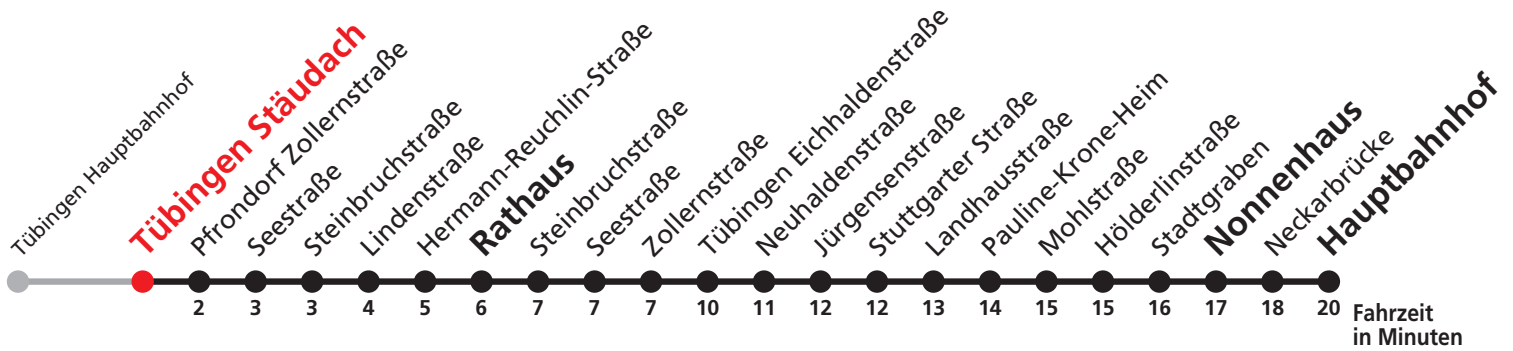 Tübingen Hauptbahnhof
Tübingen Stäudach
Pfrondorf Zollernstraße
Seestraße
Steinbruchstraße
Lindenstraße
Hermann-Reuchlin-Straße
Rathaus
Steinbruchstraße
Seestraße
Zollernstraße
Tübingen Eichhaldenstraße
Neuhaldenstraße
Jürgensenstraße
Stuttgarter Straße
Landhausstraße
Pauline-Krone-Heim
Mohlstraße
Hölderlinstraße
Stadtgraben
Nonnenhaus
Neckarbrücke
Hauptbahnhof
2 3 3 4 5 6 7 7 7 10 11 12 12 13 14 15 15 16 17 18 20
Fahrzeit
in Minuten